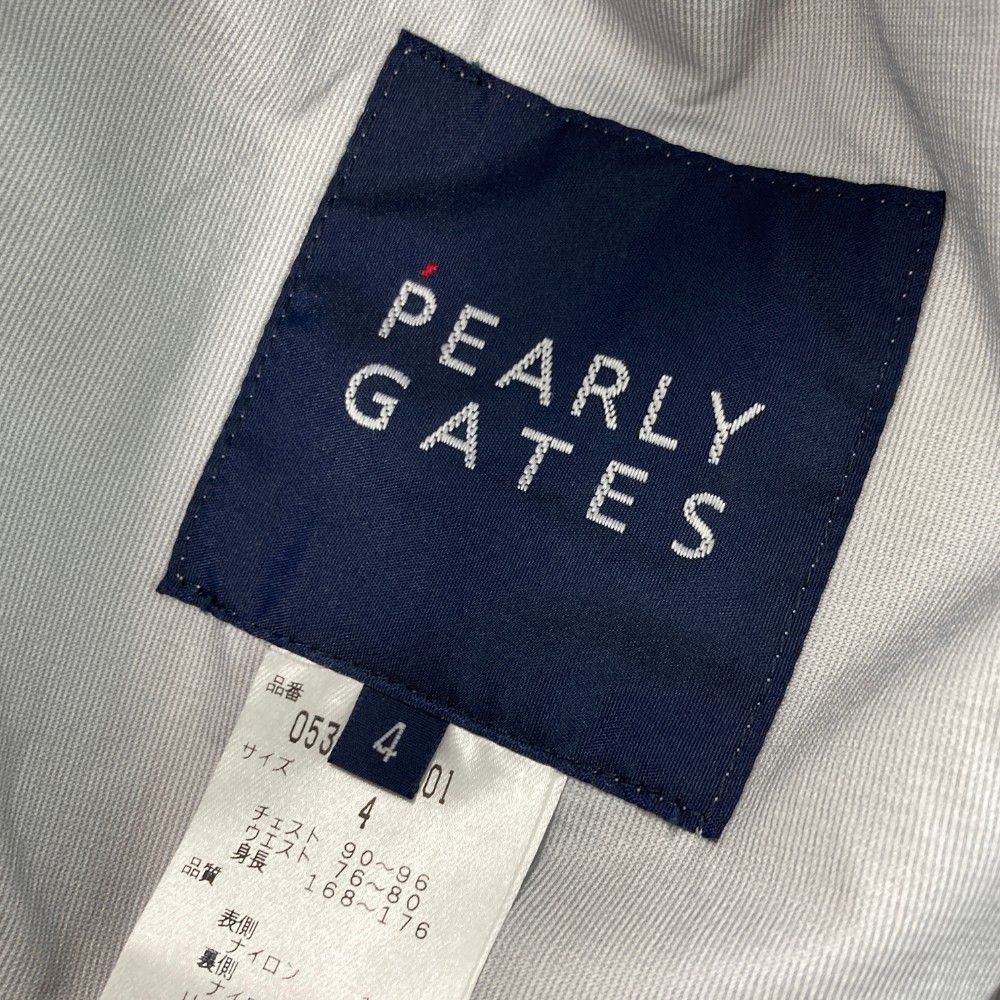 PEARLY
GATES
4
品番
053 01
サイズ
4
チェスト 90~96
ウエスト 76~80
身長 168~176
品質
表側
ナイロン
裏側